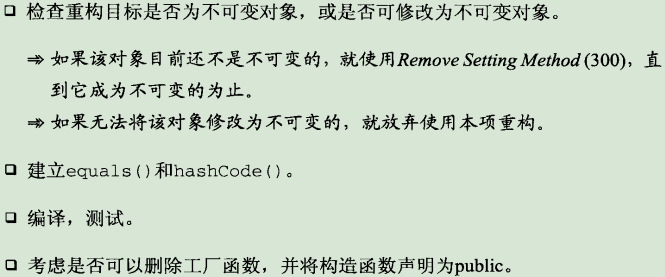 ❑ 检查重构目标是否为不可变对象，或是否可修改为不可变对象。
⇒ 如果该对象目前还不是不可变的，就使用Remove Setting Method (300)，直
到它成为不可变的为止。
⇒ 如果无法将该对象修改为不可变的，就放弃使用本项重构。
❑ 建立equals()和hashCode()。
❑ 编译，测试。
❑ 考虑是否可以删除工厂函数，并将构造函数声明为public。